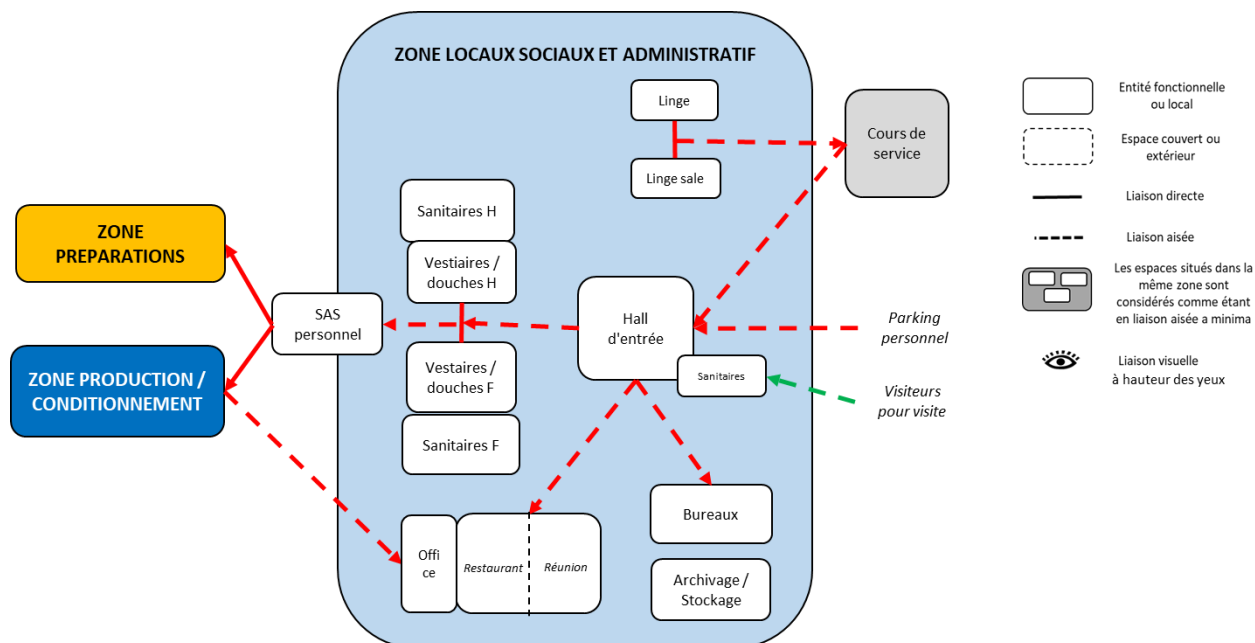 ZONE LOCAUX SOCIAUX ET ADMINISTRATIF
Linge
Linge sale
Cours de
service
Sanitaires H
Vestiaires /
douches H
ZONE
PREPARATIONS
SAS
personnel
ZONE PRODUCTION /
CONDITIONNEMENT
Vestaires /
douches F
Sanitaires F
Hall
d'entrée
Sanitaires
Parking
personnel
Visiteurs
pour visite
Offi
ce
Restaurant
Réunion
Bureaux
Archivage /
Stockage
Entité fonctionnelle
ou local
Espace couvert ou
extérieur
Liaison directe
Liaison aisée
Les espaces situés dans la
même zone sont
considérés comme étant
en liaison aisée a minima
Liaison visuelle
à hauteur des yeux